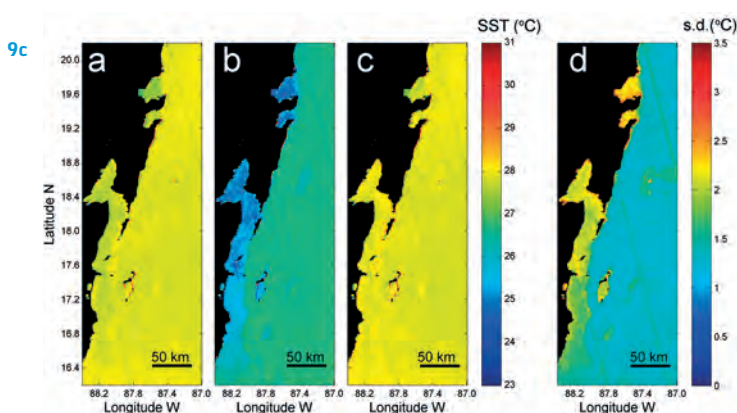 9c
SST (°C)
s.d.(°C)
a
b
c
d
20.0
19.6
19.2
18.8
18.4
18.0
17.6
17.2
16.8
16.4
Latitude N
31
30
29
28
27
26
25
24
23
3.5
3
2.5
2
1.5
1
0.5
0
50 km
50 km
50 km
50 km
88.2 87.8 87.4 87.0
88.2 87.8 87.4 87.0
88.2 87.8 87.4 87.0
88.2 87.8 87.4 87.0
Longitude W
Longitude W
Longitude W
Longitude W